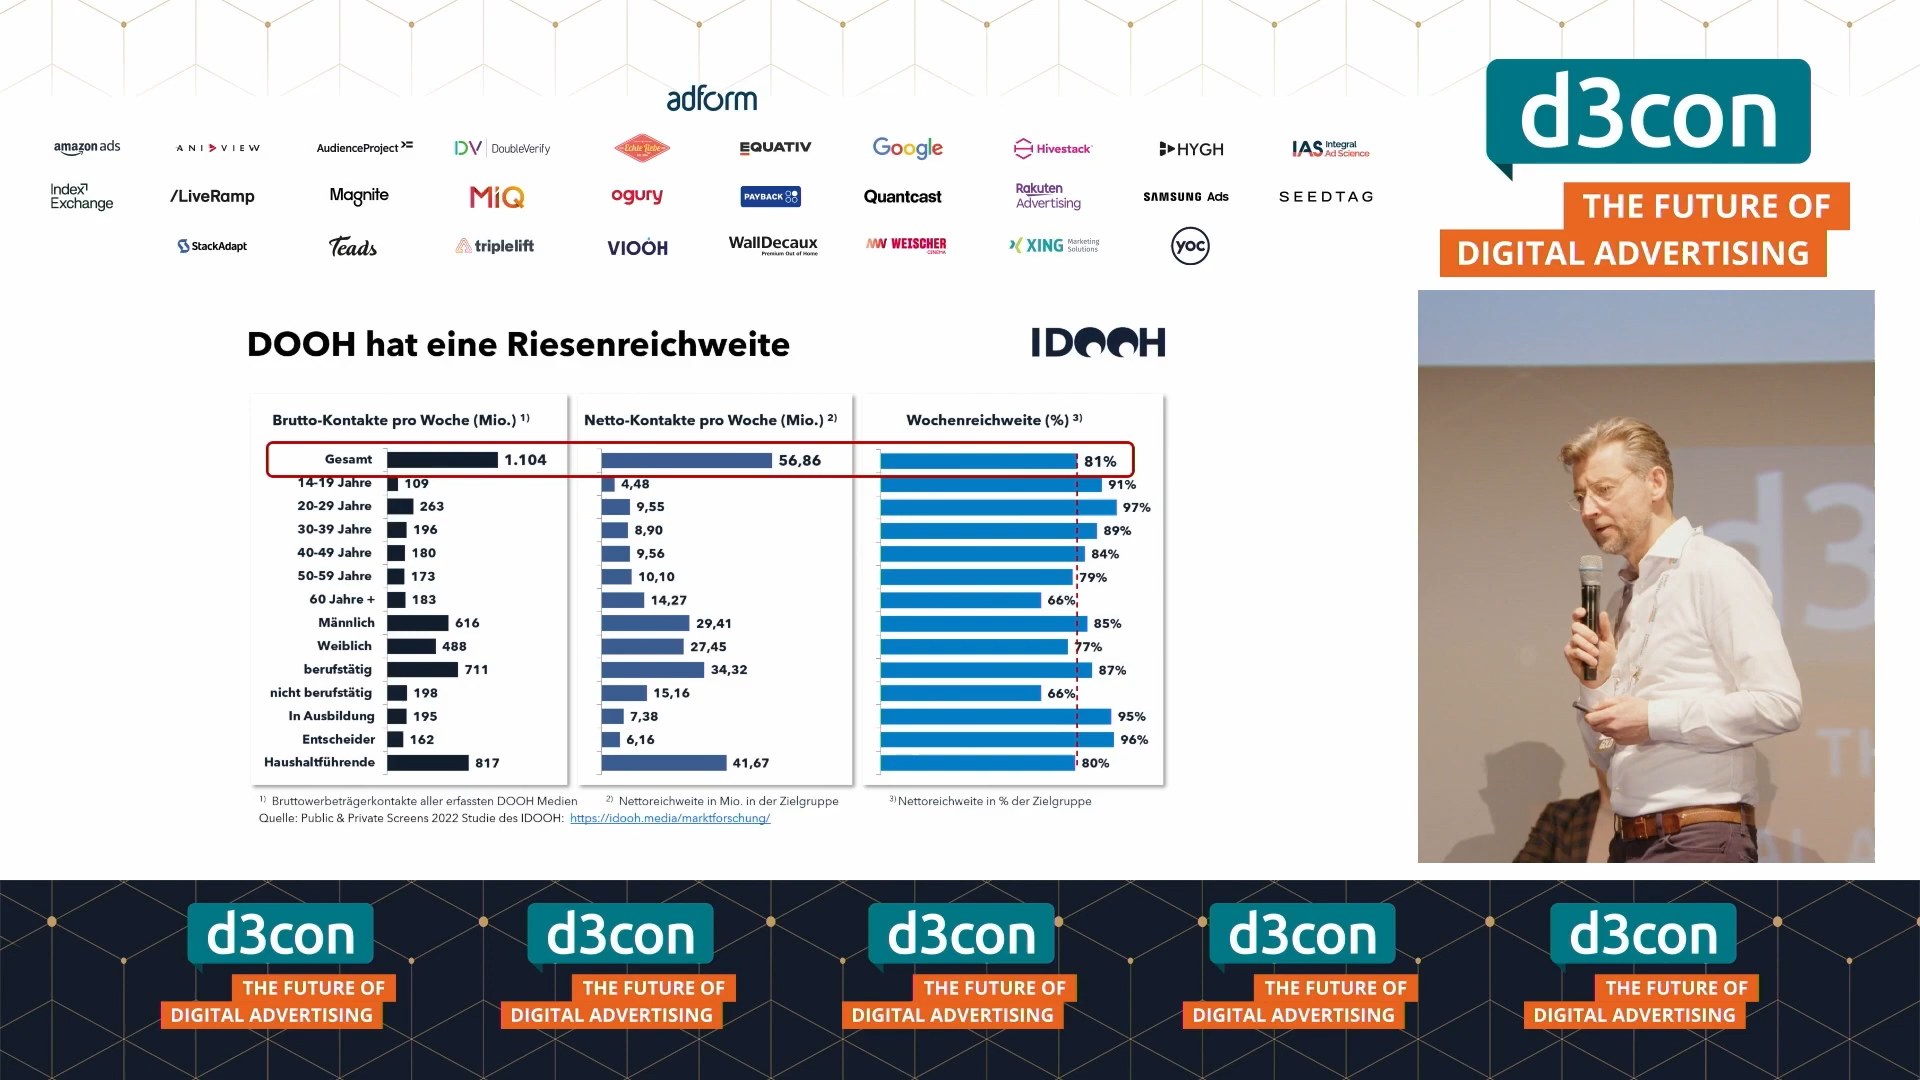 adform
amazon ads
ANIVIEW
AudienceProject
DV DoubleVerify
Echte Liebe
EQUATIV
Google
Hivestack
HYGH
IAS Integral Ad Science
Index Exchange
/LiveRamp
Magnite
MiQ
ogury
PAYBACK
Quantcast
Rakuten Advertising
SAMSUNG Ads
SEEDTAG
StackAdapt
Teads
triplelift
VIOOH
WallDecaux
Premium Out of Home
WEISCHER
CINEMA
XING Marketing Solutions
yoc
d3con
THE FUTURE OF
DIGITAL ADVERTISING
DOOH hat eine Riesenreichweite
IDOOH
Brutto-Kontakte pro Woche (Mio.) 1) Netto-Kontakte pro Woche (Mio.) 2) Wochenreichweite (%) 3)
Gesamt 1.104 56,86 81%
14-19 Jahre 109 4,48 91%
20-29 Jahre 263 9,55 97%
30-39 Jahre 196 8,90 89%
40-49 Jahre 180 9,56 84%
50-59 Jahre 173 10,10 79%
60 Jahre + 183 14,27 66%
Männlich 616 29,41 85%
Weiblich 488 27,45 77%
berufstätig 711 34,32 87%
nicht berufstätig 198 15,16 66%
In Ausbildung 195 7,38 95%
Entscheider 162 6,16 96%
Haushaltführende 817 41,67 80%
1) Bruttowerbeträgerkontakte aller erfassten DOOH Medien 2) Nettoreichweite in Mio. in der Zielgruppe 3) Nettoreichweite in % der Zielgruppe
Quelle: Public & Private Screens 2022 Studie des IDOOH: https://idooh.media/marktforschung/
d3con
THE FUTURE OF
DIGITAL ADVERTISING
d3con
THE FUTURE OF
DIGITAL ADVERTISING
d3con
THE FUTURE OF
DIGITAL ADVERTISING
d3con
THE FUTURE OF
DIGITAL ADVERTISING
d3con
THE FUTURE OF
DIGITAL ADVERTISING